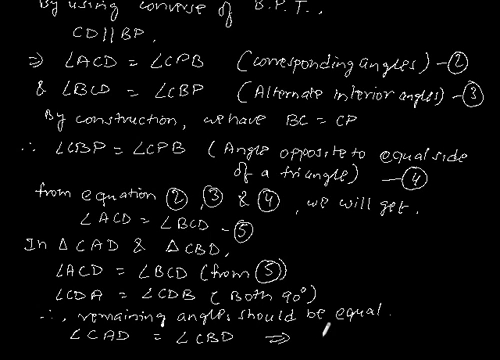 By using converse of B.P.T.,
CD || BP,
⇒ ∠ACD = ∠CPB (corresponding angles) - ②
& ∠BCD = ∠CBP (Alternate interior angles) - ③
By construction, we have BC = CP
∴ ∠CBP = ∠CPB (Angle opposite to equal side
of a triangle) - ④
from equation ②, ③ & ④, we will get.
∠ACD = ∠BCD - ⑤
In △CAD & △CBD,
∠ACD = ∠BCD (from ⑤)
∠CDA = ∠CDB (Both 90°)
∴, remaining angles should be equal.
∠CAD = ∠CBD ⇒